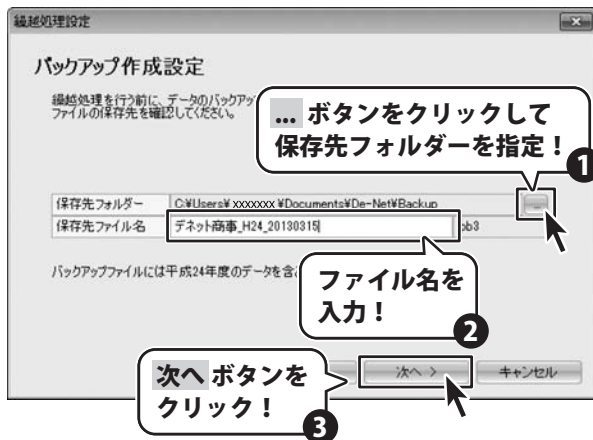 繰越処理設定
バックアップ作成設定
繰越処理を行う前に、データのバックアッ
ファイルの保存先を確認してください。
... ボタンをクリックして
保存先フォルダーを指定！
❶
保存先フォルダー C:¥Users¥ xxxxxxx ¥Documents¥De-Net¥Backup ...
保存先ファイル名 デネット商事_H24_20130315 pb3
バックアップファイルには平成24年度のデータを含
ファイル名を
入力！
❷
次へ > キャンセル
次へ ボタンを
クリック！
❸